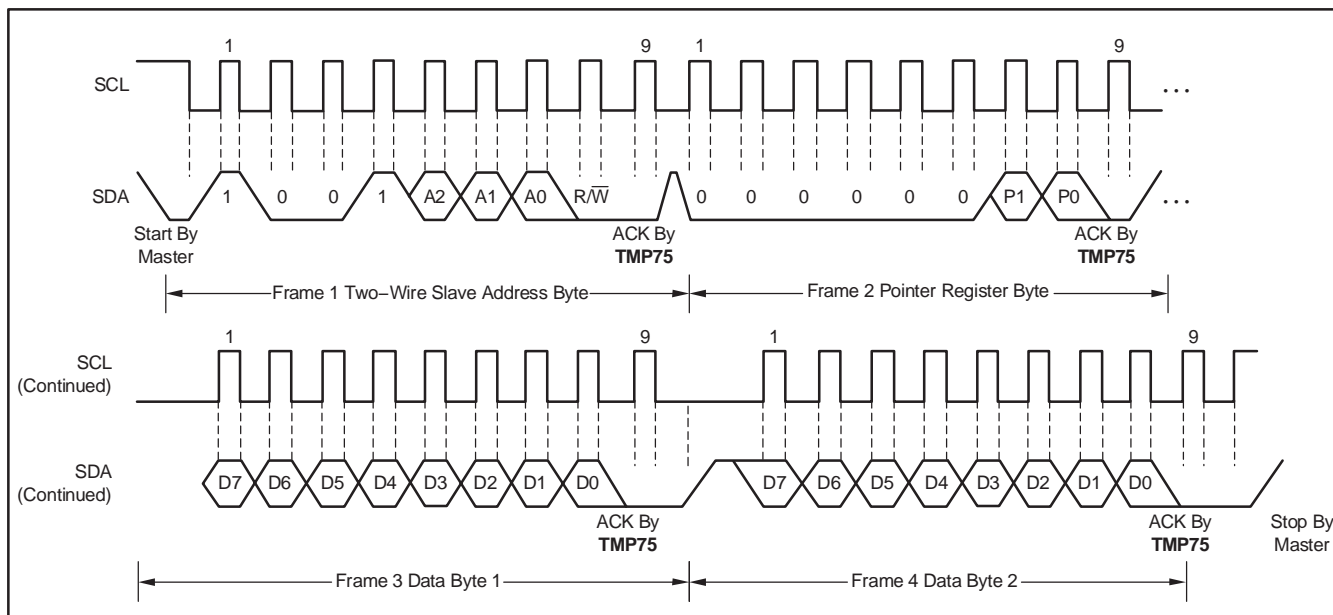 1 9 1 9
SCL ...
SDA 1 0 0 1 A2 A1 A0 R/W̅ 0 0 0 0 0 0 P1 P0 ...
Start By Master
ACK By TMP75
ACK By TMP75
Frame 1 Two–Wire Slave Address Byte
Frame 2 Pointer Register Byte
1 9 1 9
SCL (Continued)
SDA (Continued) D7 D6 D5 D4 D3 D2 D1 D0 D7 D6 D5 D4 D3 D2 D1 D0
ACK By TMP75
ACK By TMP75
Stop By Master
Frame 3 Data Byte 1
Frame 4 Data Byte 2